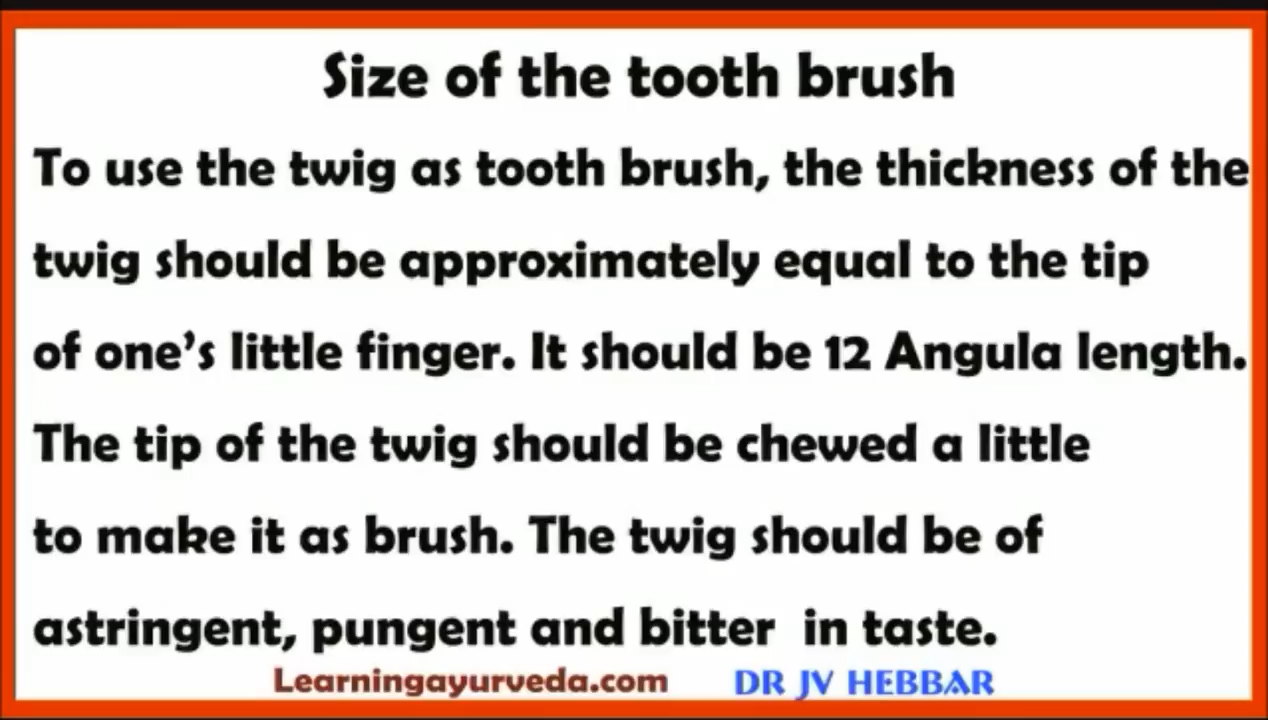 Size of the tooth brush
To use the twig as tooth brush, the thickness of the
twig should be approximately equal to the tip
of one's little finger. It should be 12 Angula length.
The tip of the twig should be chewed a little
to make it as brush. The twig should be of
astringent, pungent and bitter in taste.
Learningayurveda.com DR JV HEBBAR